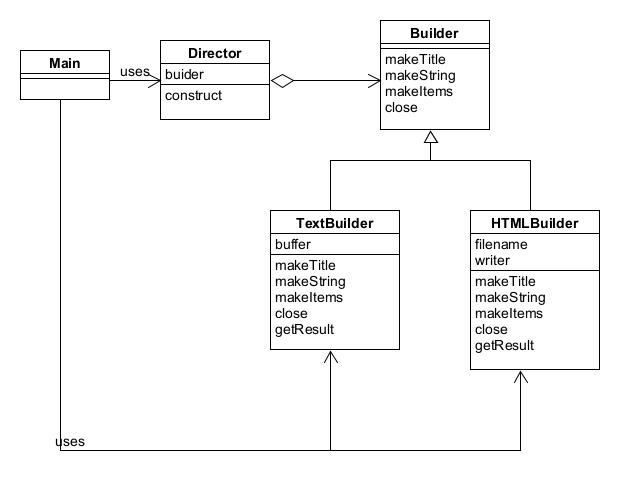 Main
uses
Director
buider
construct
Builder
makeTitle
makeString
makeItems
close
TextBuilder
buffer
makeTitle
makeString
makeItems
close
getResult
HTMLBuilder
filename
writer
makeTitle
makeString
makeItems
close
getResult
uses